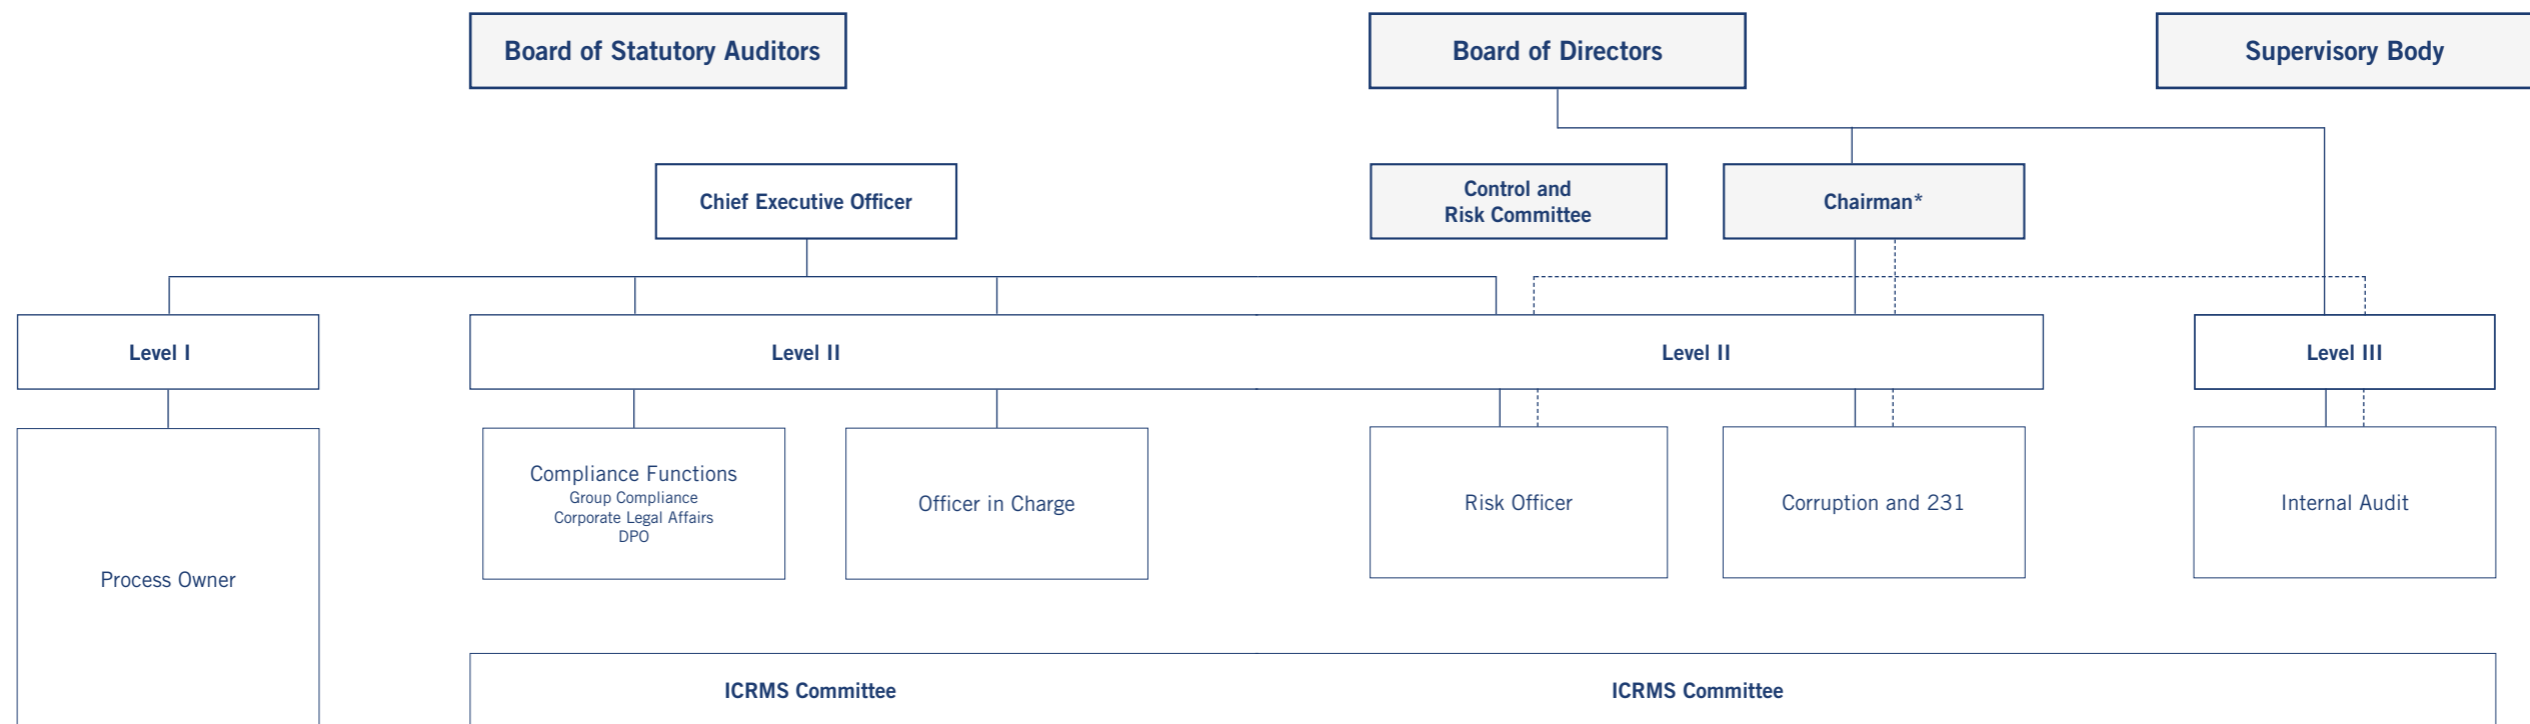 Board of Statutory Auditors
Board of Directors
Supervisory Body
Chief Executive Officer
Control and
Risk Committee
Chairman*
Level I
Level II
Level II
Level III
Process Owner
Compliance Functions
Group Compliance
Corporate Legal Affairs
DPO
Officer in Charge
Risk Officer
Corruption and 231
Internal Audit
ICRMS Committee
ICRMS Committee